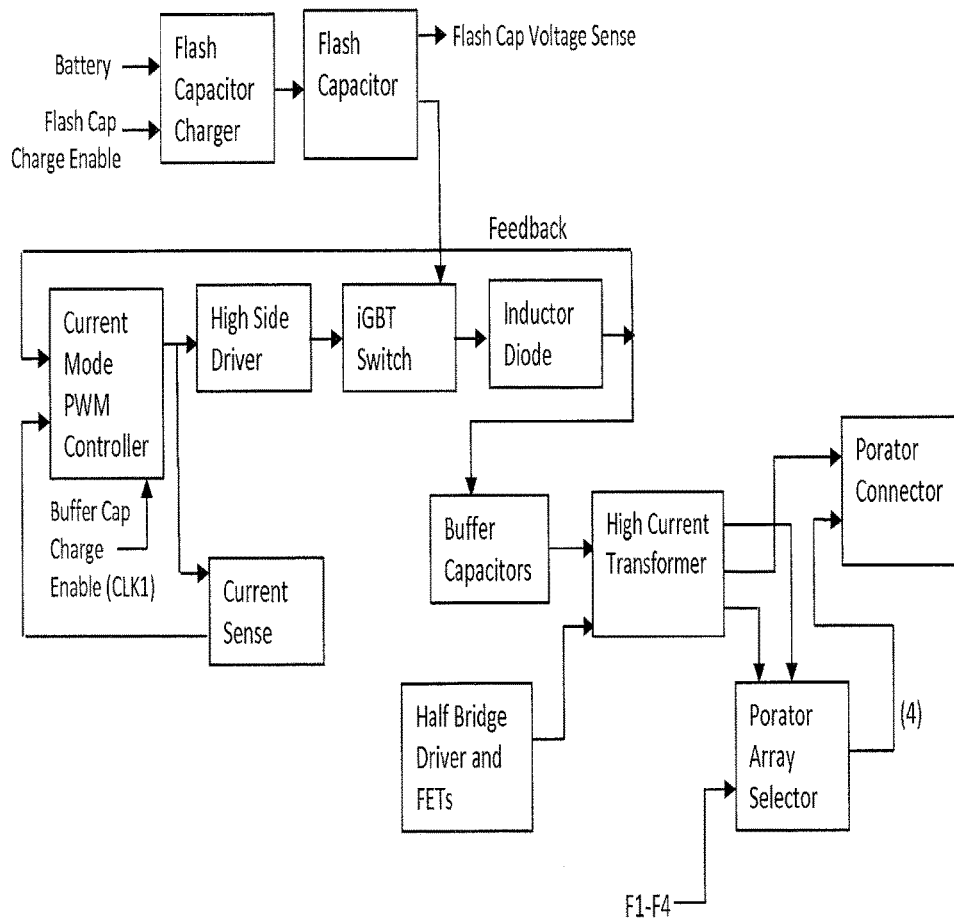 Battery
Flash Cap
Charge Enable
Flash
Capacitor
Charger
Flash
Capacitor
Flash Cap Voltage Sense
Feedback
Current
Mode
PWM
Controller
High Side
Driver
iGBT
Switch
Inductor
Diode
Buffer Cap
Charge
Enable (CLK1)
Current
Sense
Buffer
Capacitors
High Current
Transformer
Porator
Connector
Half Bridge
Driver and
FETs
Porator
Array
Selector
(4)
F1-F4